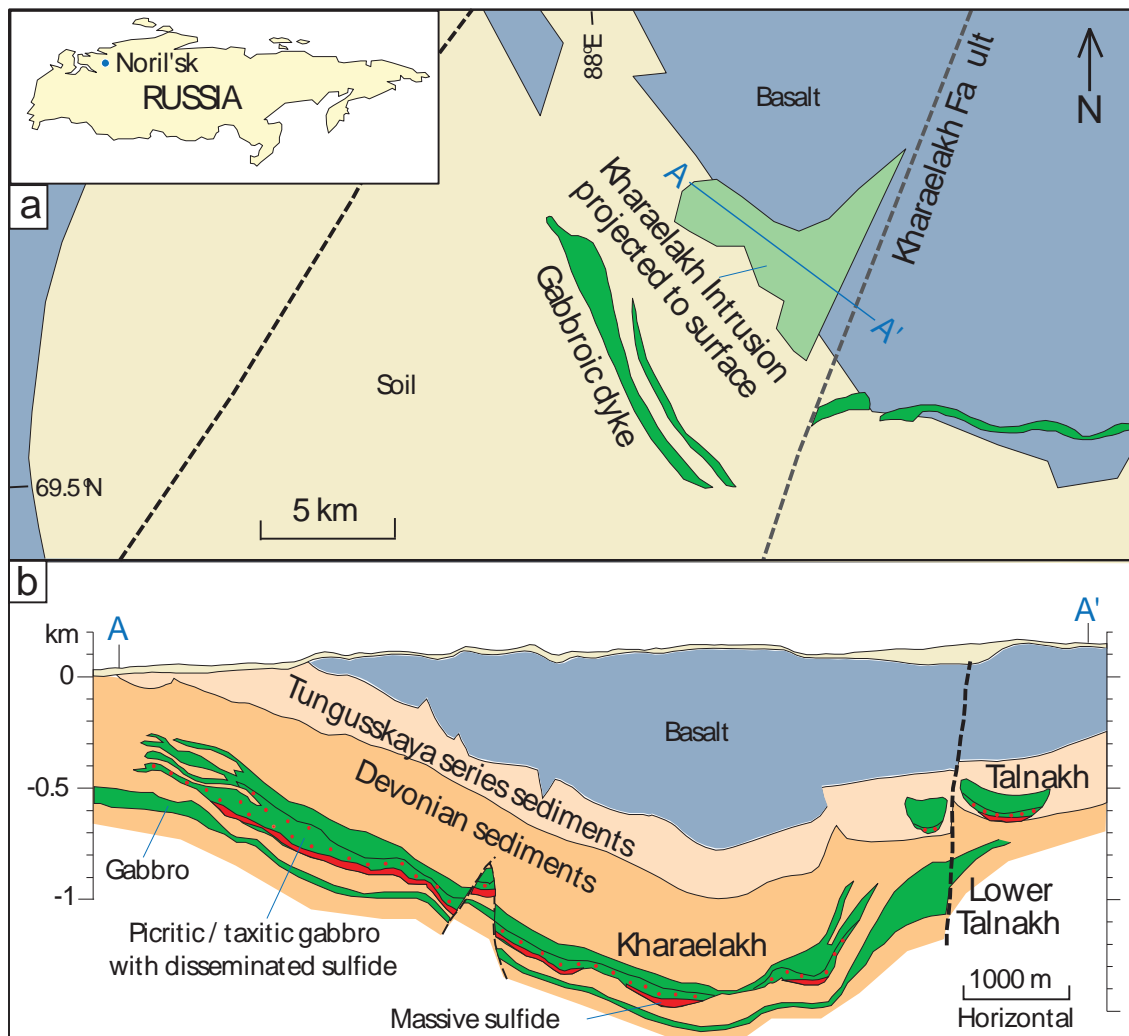 Noril'sk
RUSSIA
a
88°E
Basalt
N
Kharaelakh Fault
A
Kharaelakh Intrusion
projected to surface
A'
Gabbroic dyke
Soil
69.5°N
5 km
b
A
A'
km
0
-0.5
-1
Tungusskaya series sediments
Basalt
Devonian sediments
Talnakh
Gabbro
Lower
Talnakh
Picritic / taxitic gabbro
with disseminated sulfide
Kharaelakh
Massive sulfide
1000 m
Horizontal